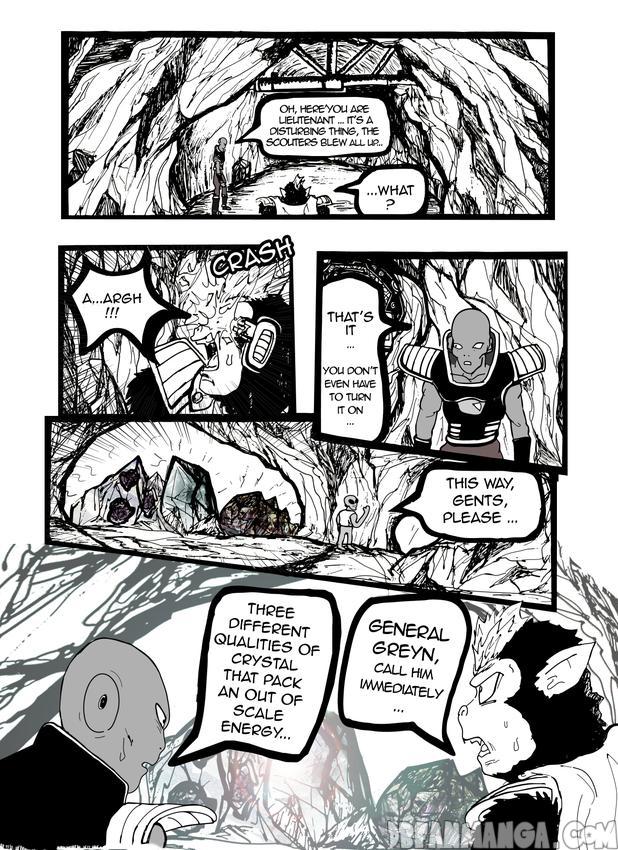 OH, HERE'YOU ARE
LIEUTENANT ... IT'S A
DISTURBING THING, THE
SCOUTERS BLEW ALL UP..
...WHAT
?
CRASH
A...ARGH
!!!
THAT'S
IT ...
...
YOU DON'T
EVEN HAVE
TO TURN
IT ON
...
THIS WAY,
GENTS,
PLEASE ...
THREE
DIFFERENT
QUALITIES OF
CRYSTAL
THAT PACK
AN OUT OF
SCALE
ENERGY...
GENERAL
GREYN,
CALL HIM
IMMEDIATELY
...
DBFANMANGA.COM